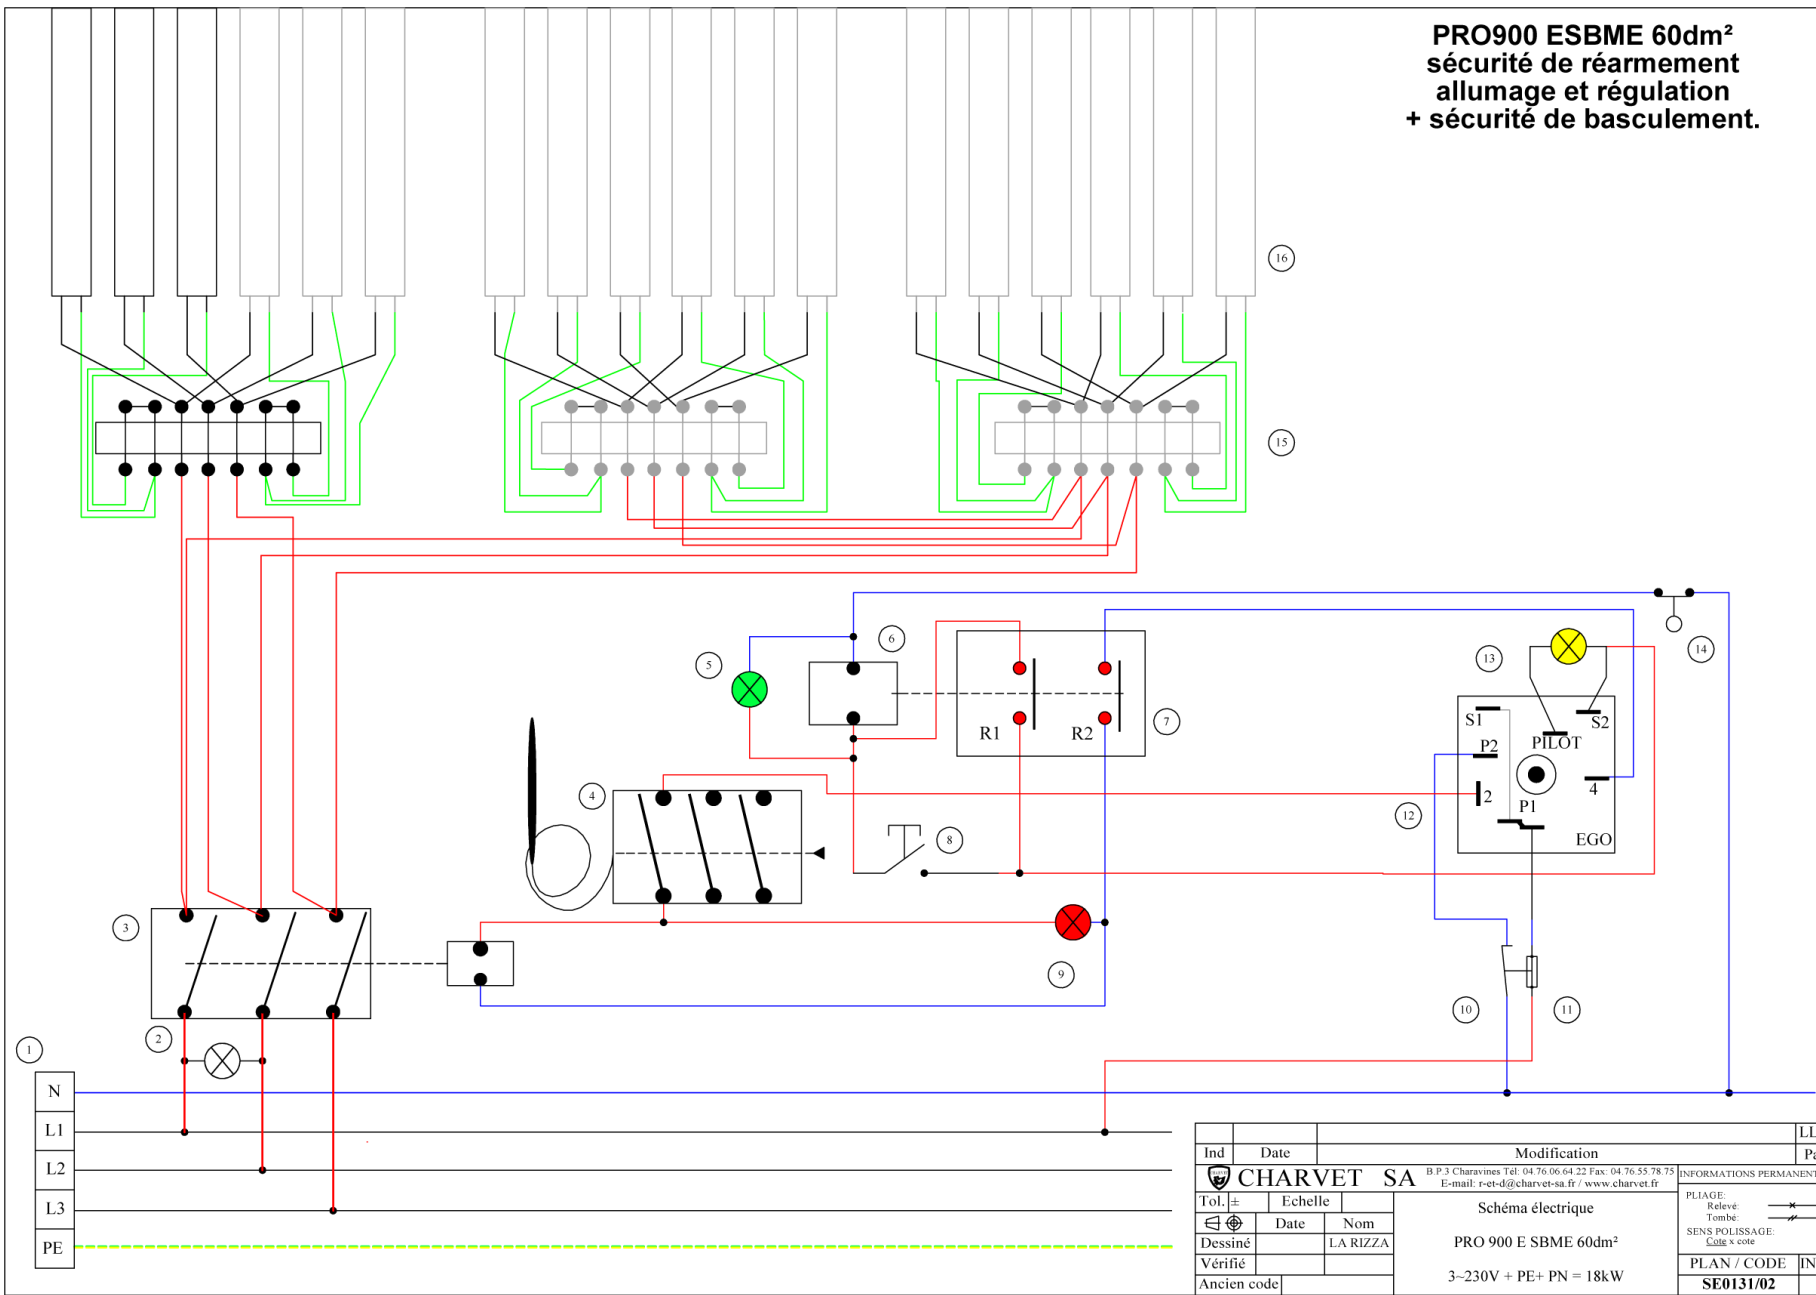 PRO900 ESBME 60dm²
sécurité de réarmement
allumage et régulation
+ sécurité de basculement.
16
15
14
13
5
6
7
R1
R2
S1
S2
PILOT
P2
2
4
P1
EGO
12
4
8
3
9
10
11
2
1
N
L1
L2
L3
PE
LL
Ind
Date
Modification
Pa
CHARVET SA
B.P.3 Charavines Tél: 04.76.06.64.22 Fax: 04.76.55.78.75
E-mail: r-et-d@charvet-sa.fr / www.charvet.fr
INFORMATIONS PERMANENT
Tol. ±
Echelle
Schéma électrique
PLIAGE:
Relevé:
Tombé:
Date
Nom
SENS POLISSAGE:
Cote x cote
Dessiné
LA RIZZA
PRO 900 E SBME 60dm²
Vérifié
3~230V + PE+ PN = 18kW
PLAN / CODE
IN
Ancien code
SE0131/02